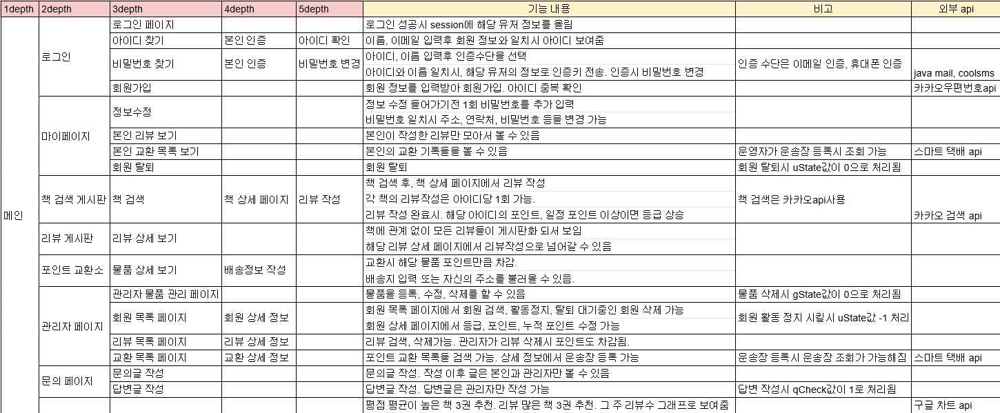 1depth 2depth 3depth 4depth 5depth 기능 내용 비고 외부 api
메인
로그인
로그인 페이지 로그인 성공시 session에 해당 유저 정보를 올림
아이디 찾기 본인 인증 아이디 확인 이름, 이메일 입력후 회원 정보와 일치시 아이디 보여줌
비밀번호 찾기 본인 인증 비밀번호 변경 아이디, 이름 입력후 인증수단을 선택
아이디와 이름 일치시, 해당 유저의 정보로 인증키 전송. 인증시 비밀번호 변경
인증 수단은 이메일 인증, 휴대폰 인증 java mail, coolsms
회원가입 회원 정보를 입력받아 회원가입. 아이디 중복 확인 카카오우편번호api
마이페이지
정보수정 정보 수정 들어가기전 1회 비밀번호를 추가 입력
비밀번호 일치시 주소, 연락처, 비밀번호 등을 변경 가능
본인 리뷰 보기 본인이 작성한 리뷰만 모아서 볼 수 있음
본인 교환 목록 보기 본인의 교환 기록들을 볼 수 있음 운영자가 운송장 등록시 조회 가능 스마트 택배 api
회원 탈퇴 회원 탈퇴 회원 탈퇴시 uState값이 0으로 처리됨
책 검색 게시판 책 검색 책 상세 페이지 리뷰 작성 책 검색 후, 책 상세 페이지에서 리뷰 작성
각 책의 리뷰작성은 아이디당 1회 가능. 책 검색은 카카오api사용
리뷰 작성 완료시. 해당 아이디의 포인트, 일정 포인트 이상이면 등급 상승 카카오 검색 api
리뷰 게시판 리뷰 상세 보기 책에 관계 없이 모든 리뷰들이 게시판화 되서 보임
해당 리뷰 상세 페이지에서 리뷰작성으로 넘어갈 수 있음
포인트 교환소 물품 상세 보기 배송정보 작성 교환시 해당 물품 포인트만큼 차감.
배송지 입력 또는 자신의 주소를 불러올 수 있음.
관리자 페이지
관리자 물품 관리 페이지 물품을 등록, 수정, 삭제를 할 수 있음 물품 삭제시 gState값이 0으로 처리됨
회원 목록 페이지 회원 상세 정보 회원 목록 페이지에서 회원 검색, 활동정지, 탈퇴 대기중인 회원 삭제 가능
회원 상세 페이지에서 등급, 포인트, 누적 포인트 수정 가능
회원 활동 정지 시킬시 uState값 -1 처리
리뷰 목록 페이지 리뷰 상세 정보 리뷰 검색, 삭제가능. 관리자가 리뷰 삭제시 포인트도 차감됨.
교환 목록 페이지 교환 상세 정보 포인트 교환 목록들을 검색 가능. 상세 정보에서 운송장 등록 가능 운송장 등록시 운송장 조회가 가능해짐 스마트 택배 api
문의 페이지
문의글 작성 문의글 작성. 작성 이후 글은 본인과 관리자만 볼 수 있음
답변글 작성 답변글 작성. 답변글은 관리자만 작성 가능 답변 작성시 qCheck값이 1로 처리됨
평점 평균이 높은 책 3권 추천. 리뷰 많은 책 3권 추천. 그 주 리뷰수 그래프로 보여줌 구글 차트 api